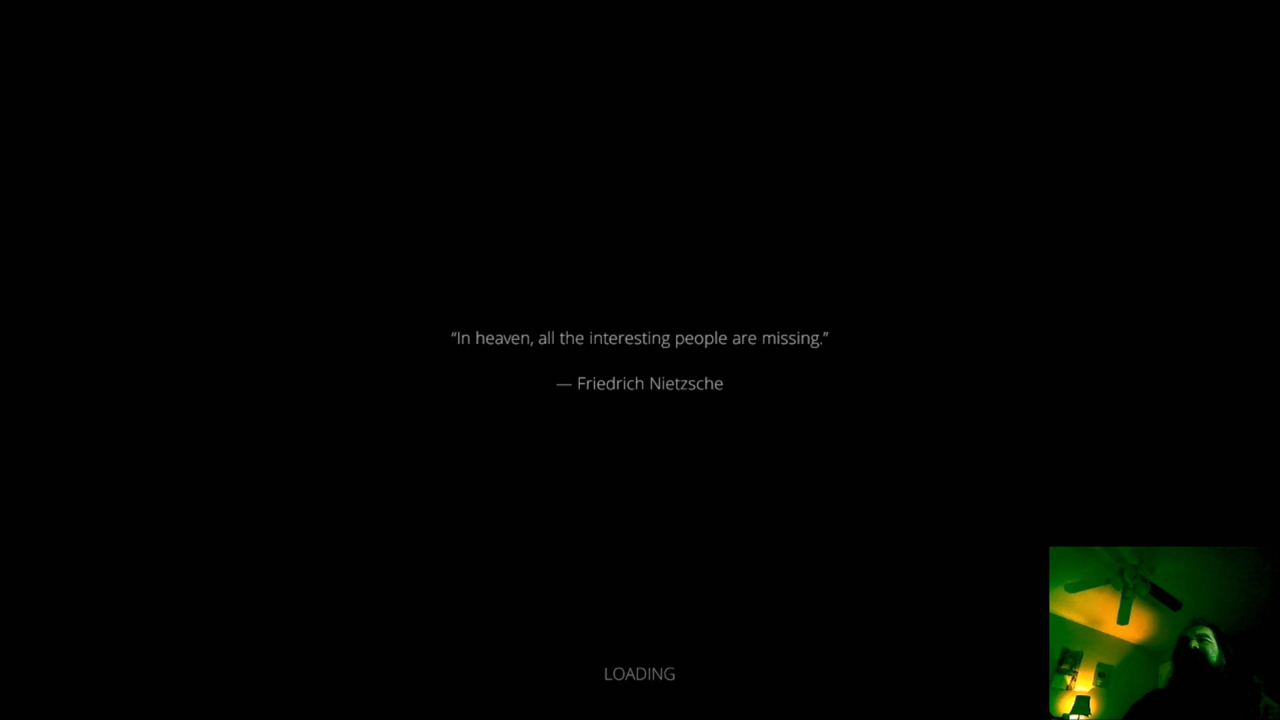 “In heaven, all the interesting people are missing.”
— Friedrich Nietzsche
LOADING